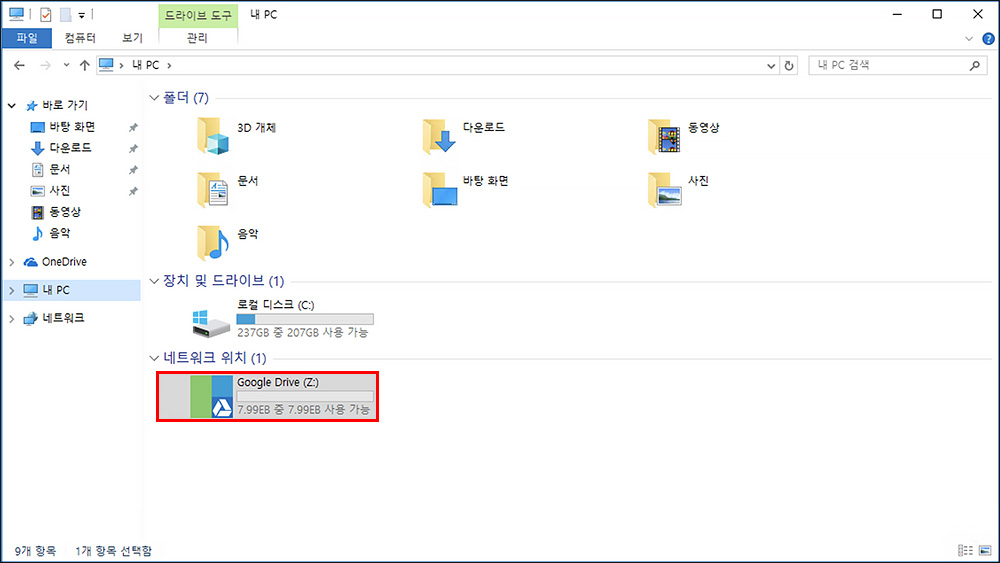 드라이브 도구
내 PC
파일
컴퓨터
보기
관리
내 PC
내 PC 검색
바로 가기
바탕 화면
다운로드
문서
사진
동영상
음악
OneDrive
내 PC
네트워크
폴더 (7)
3D 개체
다운로드
동영상
문서
바탕 화면
사진
음악
장치 및 드라이브 (1)
로컬 디스크 (C:)
237GB 중 207GB 사용 가능
네트워크 위치 (1)
Google Drive (Z:)
7.99EB 중 7.99EB 사용 가능
9개 항목
1개 항목 선택함